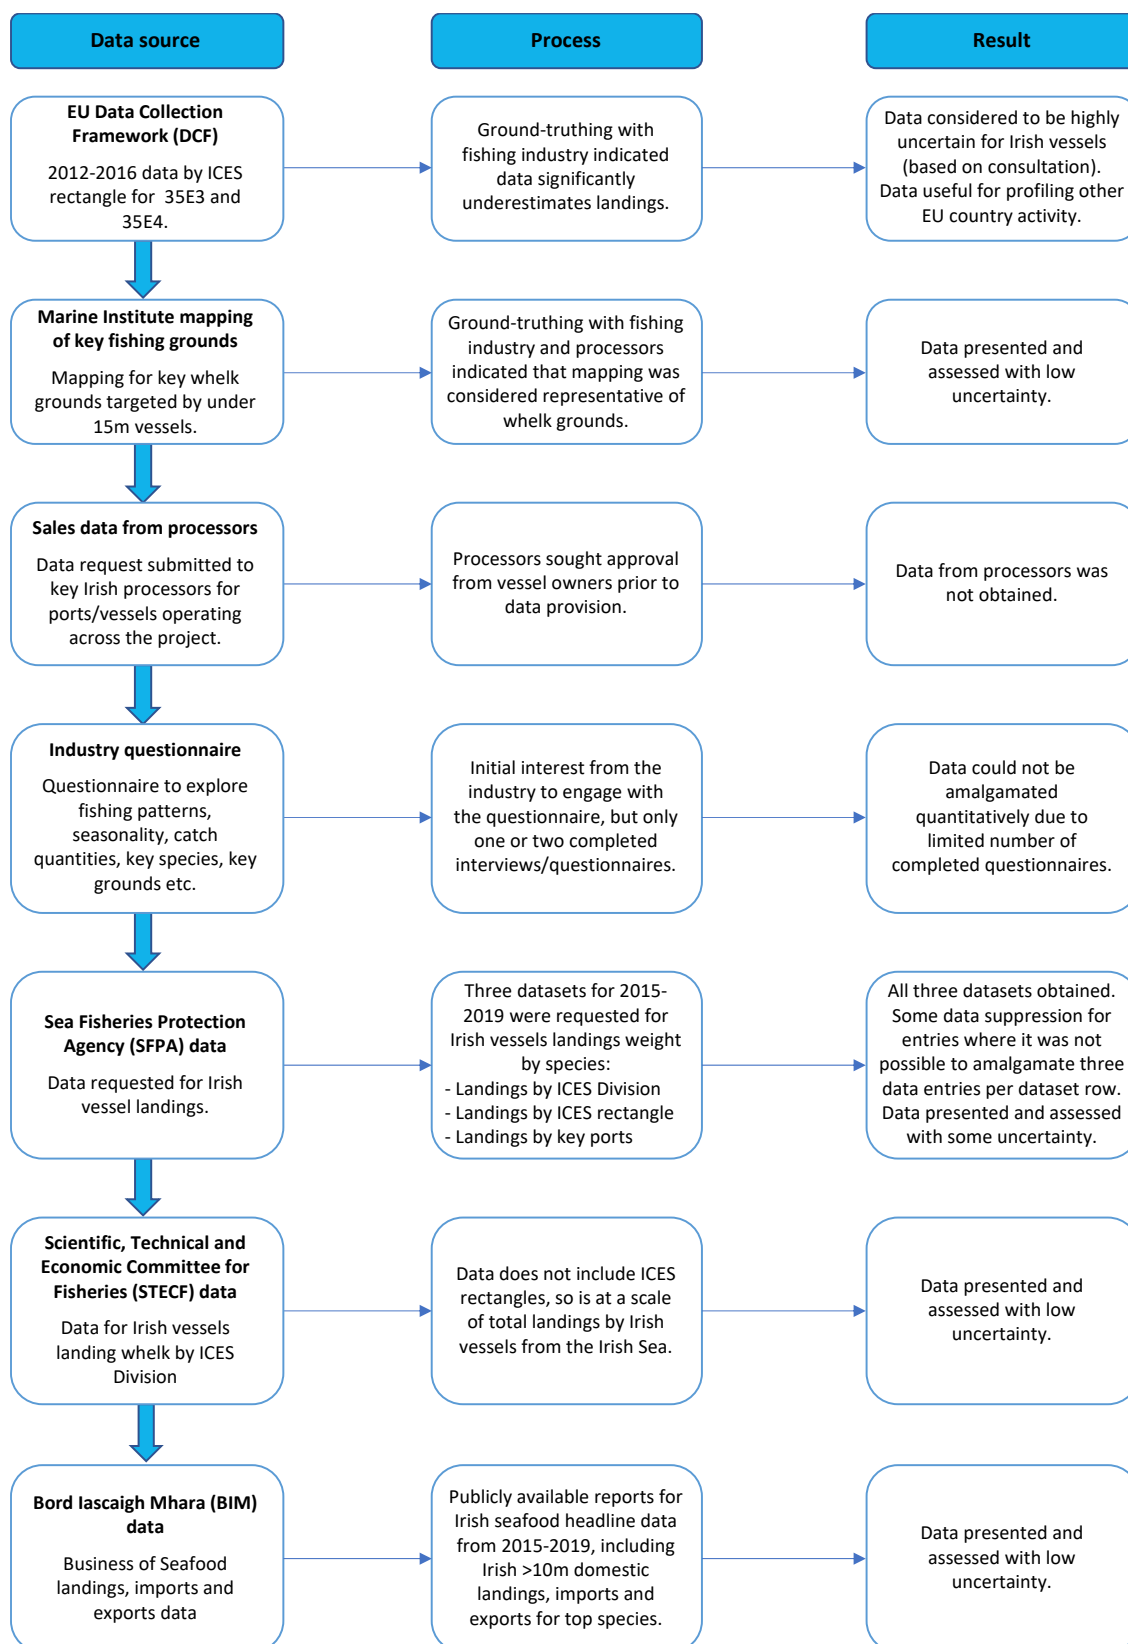 Data source
Process
Result
EU Data Collection
Framework (DCF)
2012-2016 data by ICES
rectangle for 35E3 and
35E4.
Ground-truthing with
fishing industry indicated
data significantly
underestimates landings.
Data considered to be highly
uncertain for Irish vessels
(based on consultation).
Data useful for profiling other
EU country activity.
Marine Institute mapping
of key fishing grounds
Mapping for key whelk
grounds targeted by under
15m vessels.
Ground-truthing with fishing
industry and processors
indicated that mapping was
considered representative of
whelk grounds.
Data presented and
assessed with low
uncertainty.
Sales data from processors
Data request submitted to
key Irish processors for
ports/vessels operating
across the project.
Processors sought approval
from vessel owners prior to
data provision.
Data from processors was
not obtained.
Industry questionnaire
Questionnaire to explore
fishing patterns,
seasonality, catch
quantities, key species, key
grounds etc.
Initial interest from the
industry to engage with
the questionnaire, but only
one or two completed
interviews/questionnaires.
Data could not be
amalgamated
quantitatively due to
limited number of
completed questionnaires.
Sea Fisheries Protection
Agency (SFPA) data
Data requested for Irish
vessel landings.
Three datasets for 2015-
2019 were requested for
Irish vessels landings weight
by species:
- Landings by ICES Division
- Landings by ICES rectangle
- Landings by key ports
All three datasets obtained.
Some data suppression for
entries where it was not
possible to amalgamate three
data entries per dataset row.
Data presented and assessed
with some uncertainty.
Scientific, Technical and
Economic Committee for
Fisheries (STECF) data
Data for Irish vessels
landing whelk by ICES
Division
Data does not include ICES
rectangles, so is at a scale
of total landings by Irish
vessels from the Irish Sea.
Data presented and
assessed with low
uncertainty.
Bord Iascaigh Mhara (BIM)
data
Business of Seafood
landings, imports and
exports data
Publicly available reports for
Irish seafood headline data
from 2015-2019, including
Irish >10m domestic
landings, imports and
exports for top species.
Data presented and
assessed with low
uncertainty.